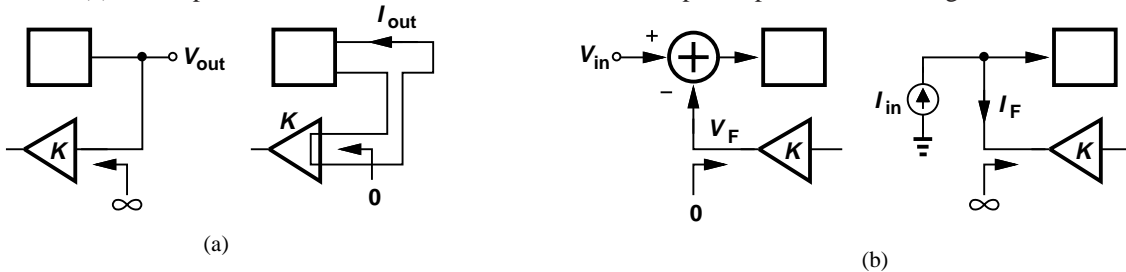 V_out
K
∞
I_out
K
0
(a)
V_in
+
−
V_F
K
0
I_in
I_F
K
∞
(b)